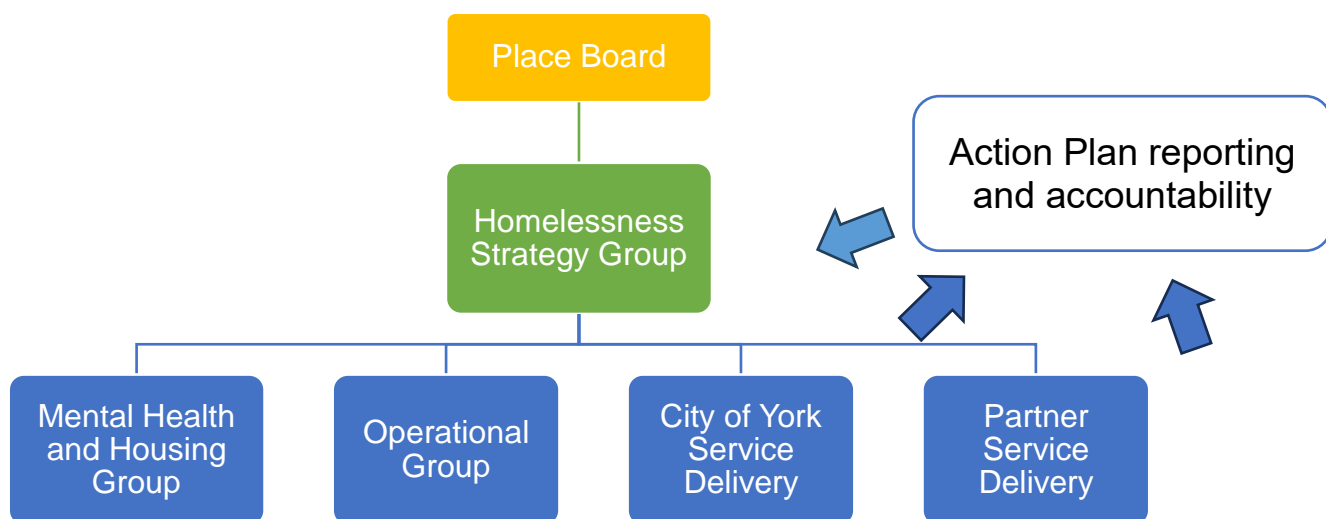 Place Board
Action Plan reporting
and accountability
Homelessness
Strategy Group
Mental Health
and Housing
Group
Operational
Group
City of York
Service
Delivery
Partner
Service
Delivery